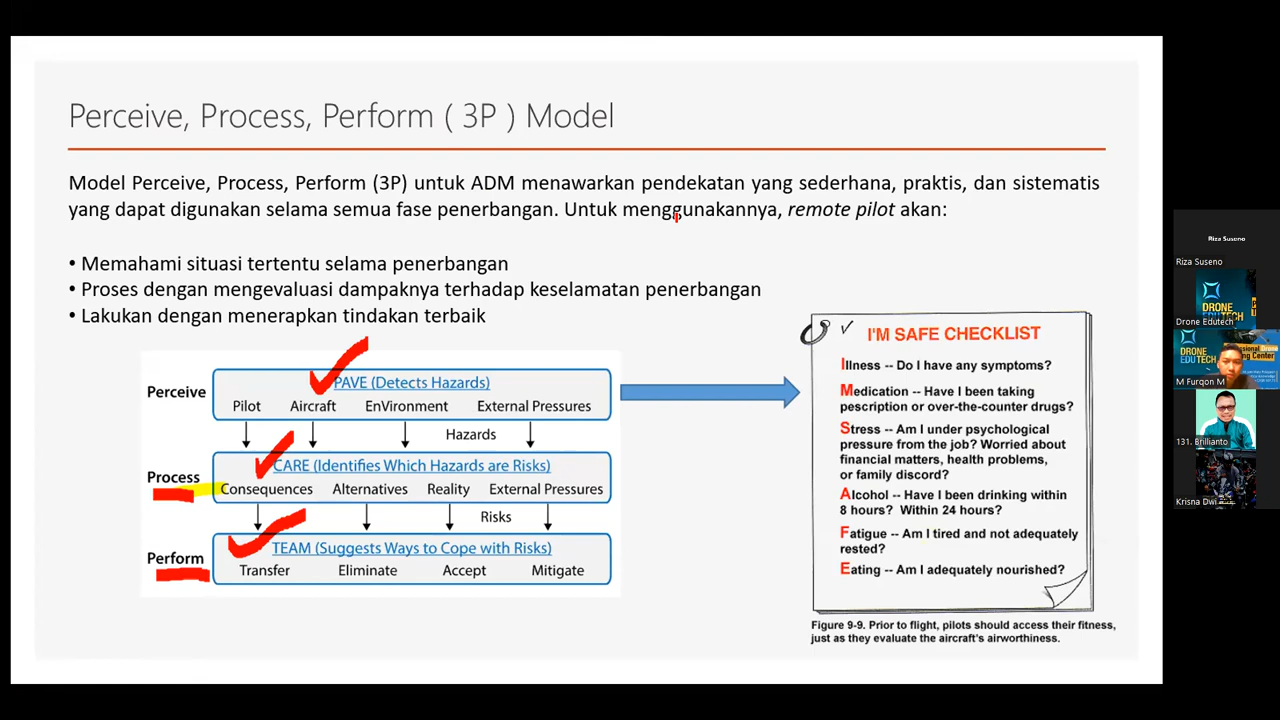 Perceive, Process, Perform ( 3P ) Model
Model Perceive, Process, Perform (3P) untuk ADM menawarkan pendekatan yang sederhana, praktis, dan sistematis
yang dapat digunakan selama semua fase penerbangan. Untuk menggunakannya, remote pilot akan:
• Memahami situasi tertentu selama penerbangan
• Proses dengan mengevaluasi dampaknya terhadap keselamatan penerbangan
• Lakukan dengan menerapkan tindakan terbaik
Perceive
PAVE (Detects Hazards)
Pilot Aircraft EnVironment External Pressures
Hazards
Process
CARE (Identifies Which Hazards are Risks)
Consequences Alternatives Reality External Pressures
Risks
Perform
TEAM (Suggests Ways to Cope with Risks)
Transfer Eliminate Accept Mitigate
I'M SAFE CHECKLIST
Illness -- Do I have any symptoms?
Medication -- Have I been taking
pescription or over-the-counter drugs?
Stress -- Am I under psychological
pressure from the job? Worried about
financial matters, health problems,
or family discord?
Alcohol -- Have I been drinking within
8 hours? Within 24 hours?
Fatigue -- Am I tired and not adequately
rested?
Eating -- Am I adequately nourished?
Figure 9-9. Prior to flight, pilots should access their fitness,
just as they evaluate the aircraft's airworthiness.
Riza Suseno
Riza Suseno
DRONE
EDUTECH
Drone Edutech
DRONE
EDUTECH
M Furqon M
131. Brillianto
Krisna Dwi